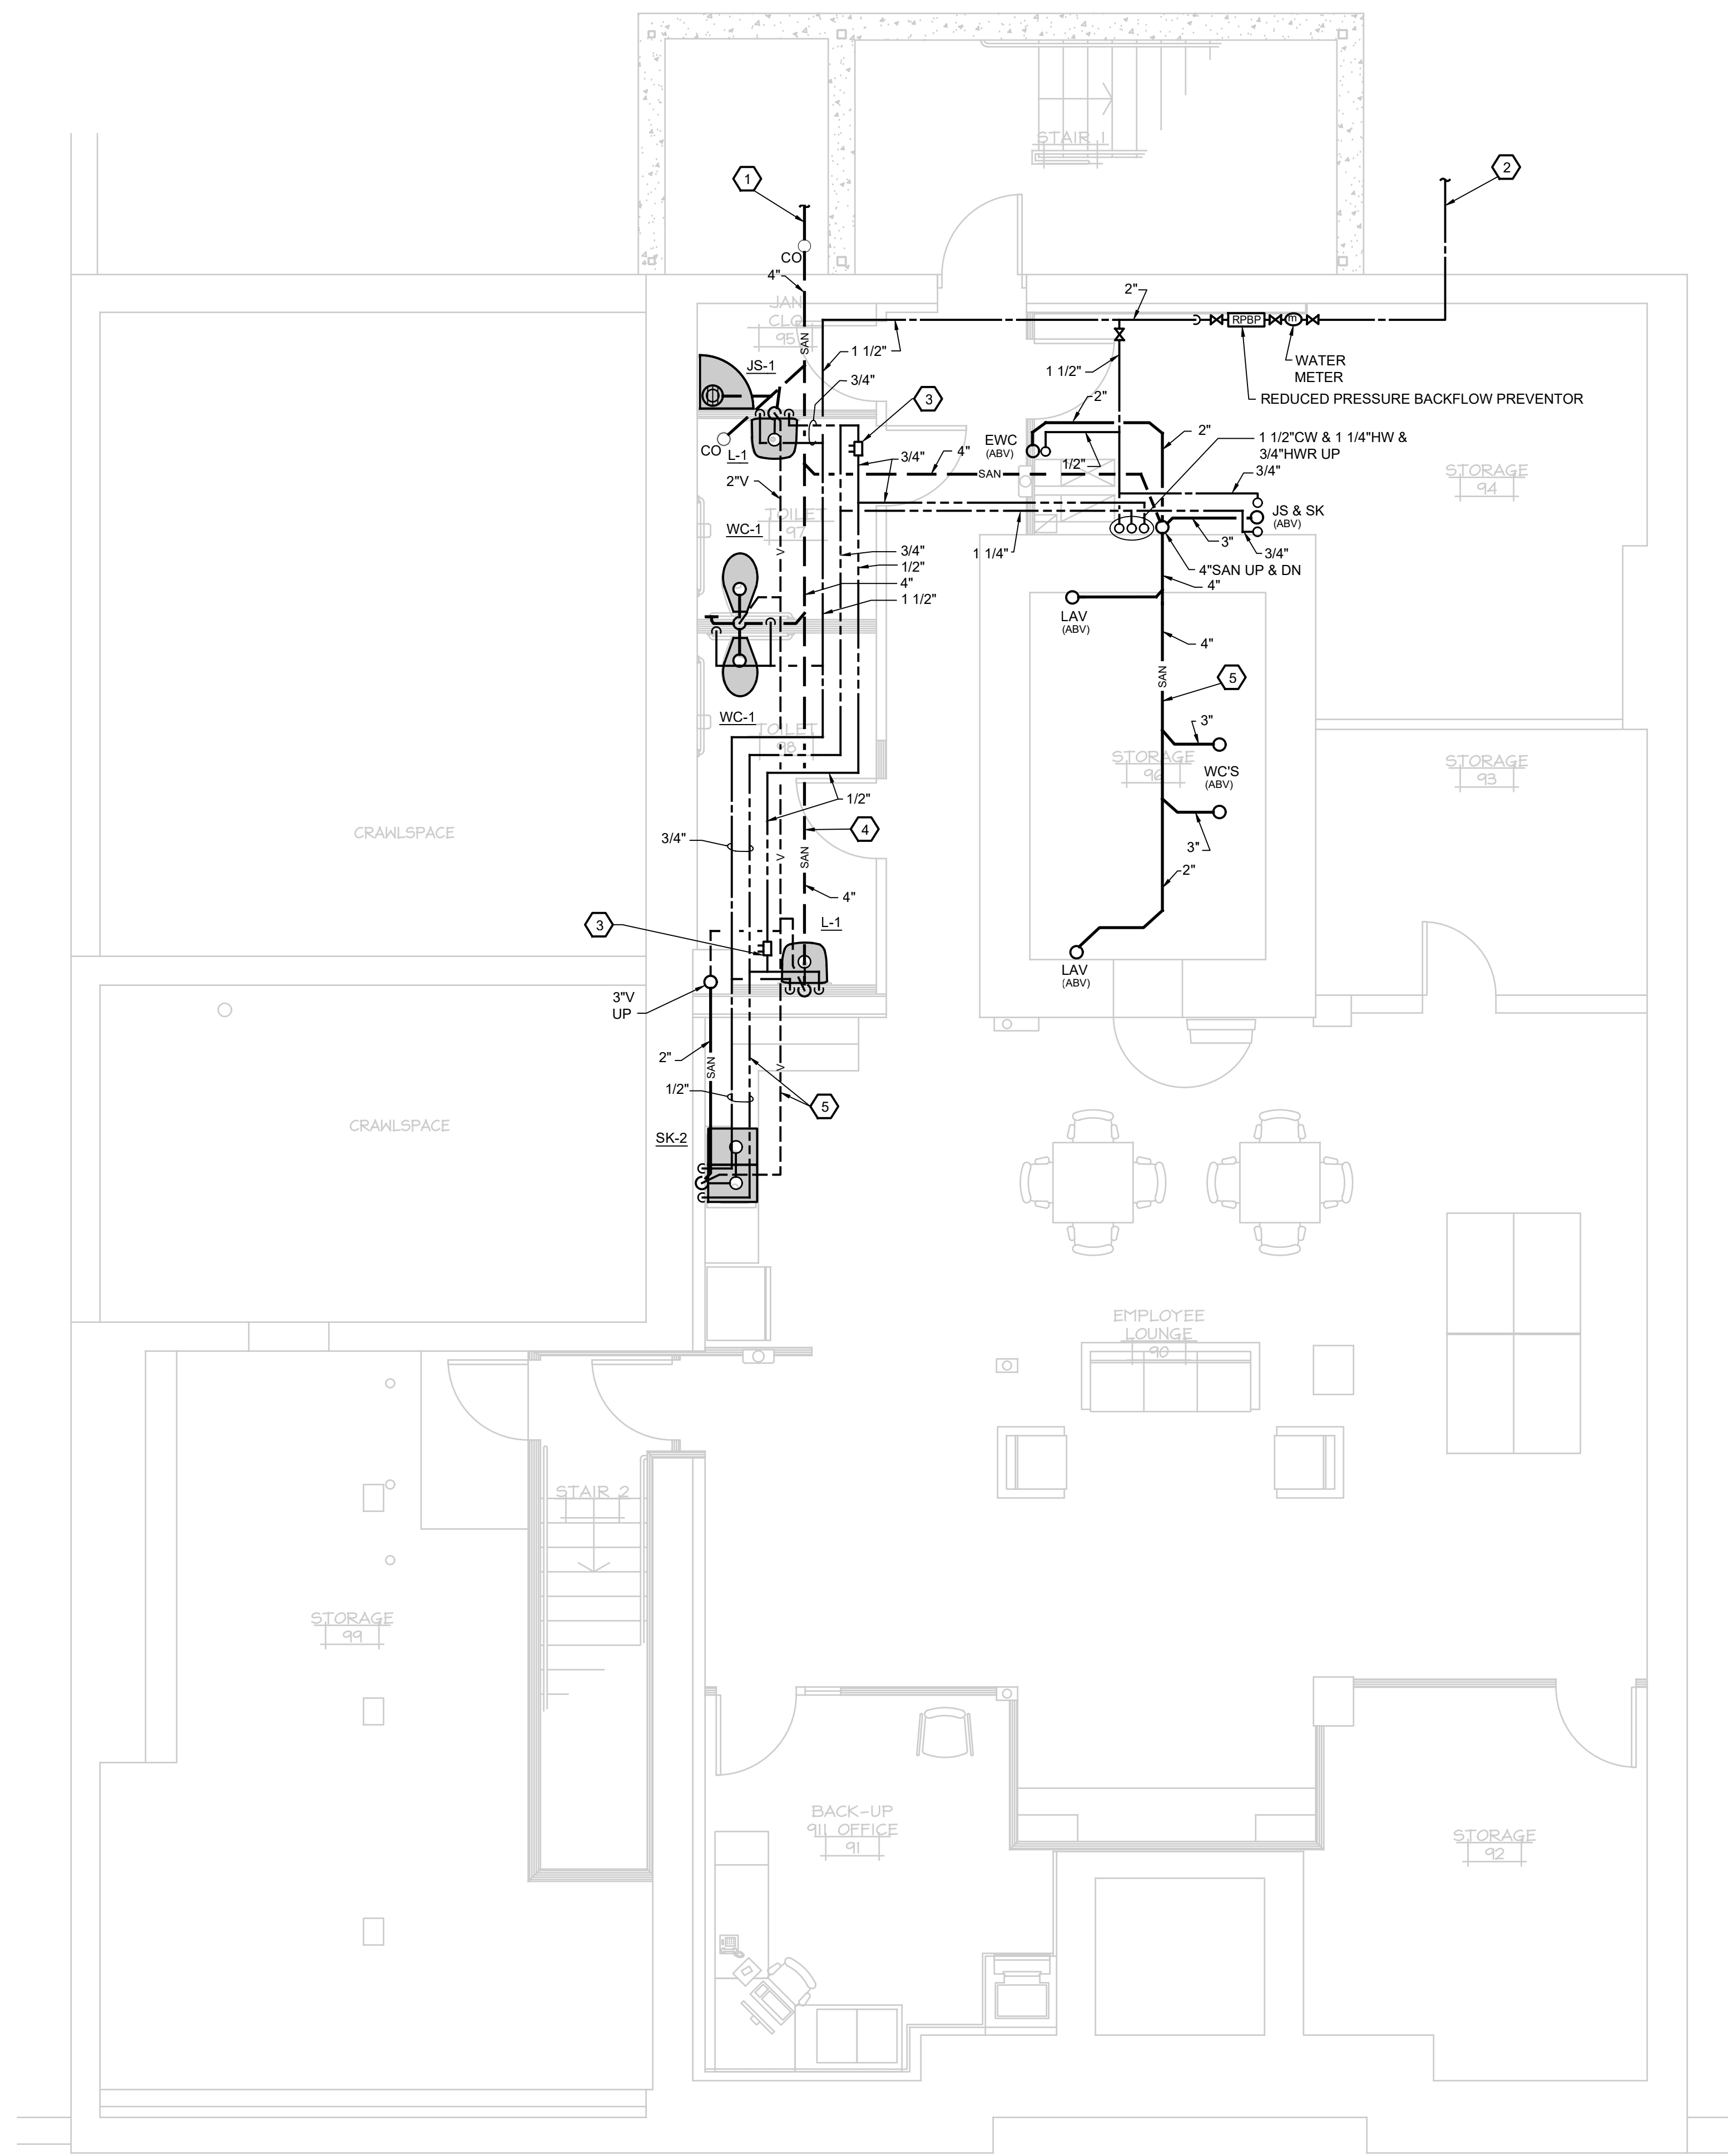 STAIR 1
1
2
CO
4"
JAN
CLO
95
SAN
2"
RPBP
m
1 1/2"
WATER
METER
JS-1
3/4"
1 1/2"
REDUCED PRESSURE BACKFLOW PREVENTOR
3
2"
2"
1 1/2"CW & 1 1/4"HW &
3/4"HWR UP
CO
L-1
EWC
(ABV)
3/4"
4"
1/2"
3/4"
SAN
STORAGE
94
2"V
JS & SK
(ABV)
TOILET
97
WC-1
V
3/4"
1 1/4"
3"
3/4"
1/2"
4"SAN UP & DN
4"
4"
1 1/2"
LAV
(ABV)
4"
SAN
5
WC-1
TOILET
98
3"
STORAGE
96
STORAGE
93
WC'S
(ABV)
1/2"
CRAWLSPACE
4
3/4"
3"
V
SAN
2"
4"
3
L-1
LAV
(ABV)
3"V
UP
2"
SAN
V
1/2"
5
CRAWLSPACE
SK-2
EMPLOYEE
LOUNGE
90
STAIR 2
STORAGE
99
BACK-UP
911 OFFICE
91
STORAGE
92